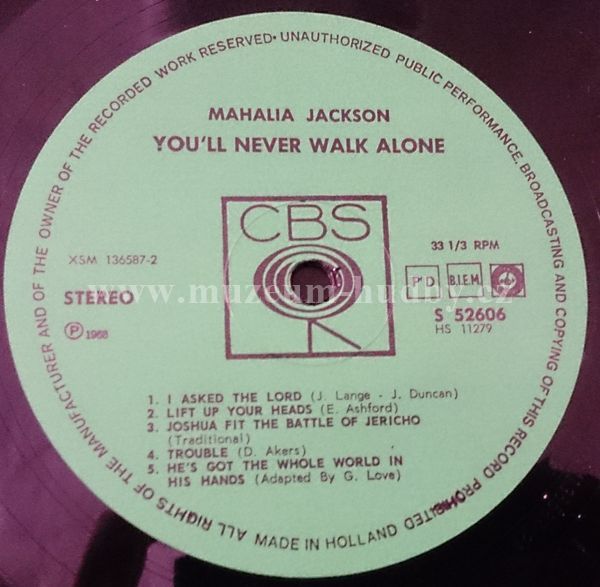 ALL RIGHTS OF THE MANUFACTURER AND OF THE OWNER OF THE RECORDED WORK RESERVED • UNAUTHORIZED PUBLIC PERFORMANCE, BROADCASTING AND COPYING OF THIS RECORD PROHIBITED
MAHALIA JACKSON
YOU'LL NEVER WALK ALONE
CBS
XSM 136587-2
33 1/3 RPM
STEREO
PD B.I.E.M.
www.muzeum-hudby.cz
Ⓟ 1968
S 52606
HS 11279
1. I ASKED THE LORD (J. Lange - J. Duncan)
2. LIFT UP YOUR HEADS (E. Ashford)
3. JOSHUA FIT THE BATTLE OF JERICHO
(Traditional)
4. TROUBLE (D. Akers)
5. HE'S GOT THE WHOLE WORLD IN
HIS HANDS (Adapted By G. Love)
MADE IN HOLLAND